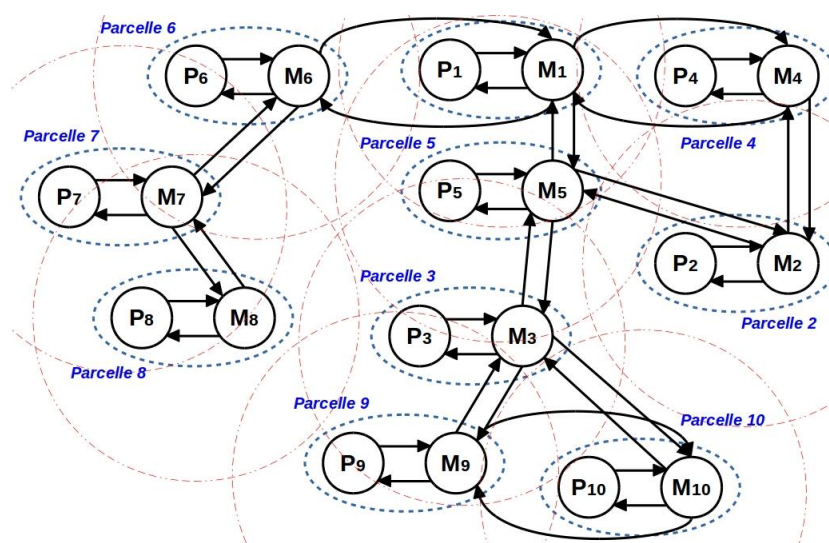 Parcelle 6
P6 M6
P1 M1
P4 M4
Parcelle 7
Parcelle 5
Parcelle 4
P7 M7
P5 M5
P2 M2
Parcelle 3
P8 M8
P3 M3
Parcelle 2
Parcelle 8
Parcelle 9
Parcelle 10
P9 M9
P10 M10